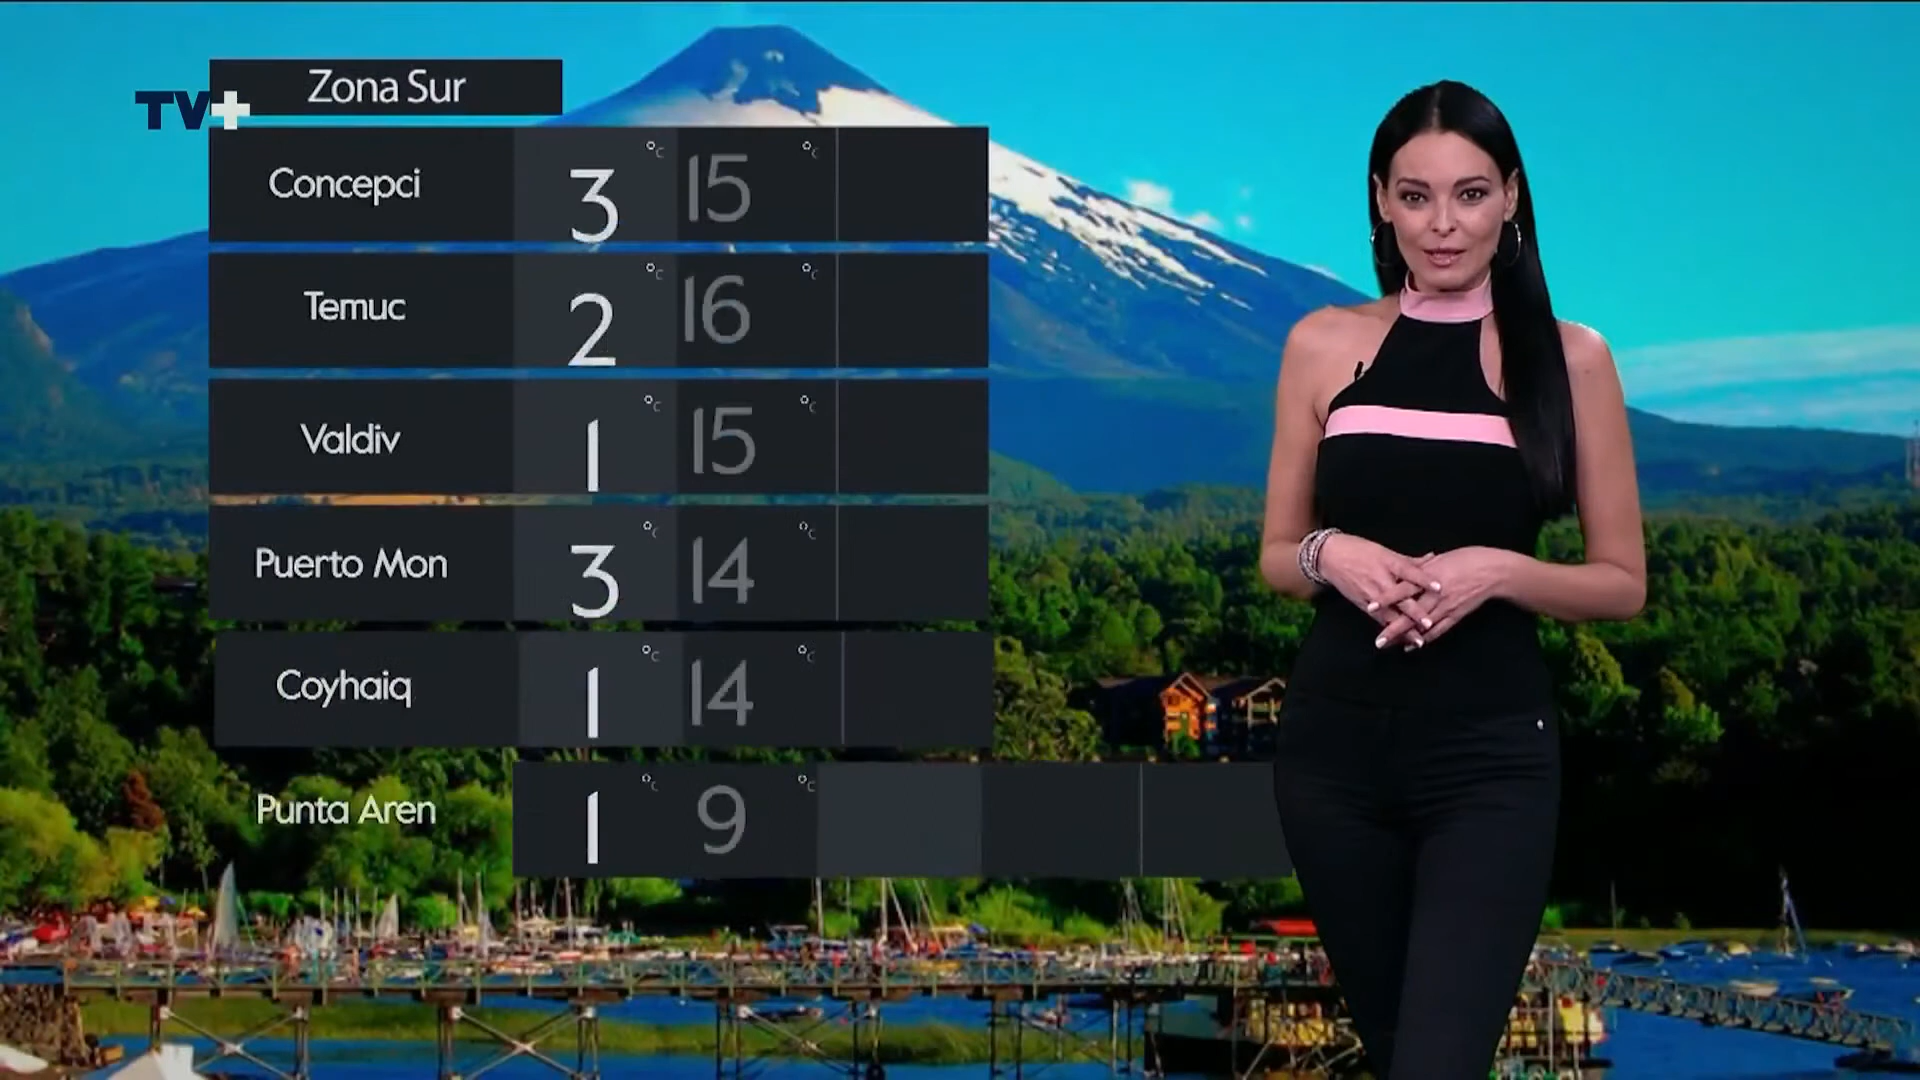 Zona Sur
TV+
Concepci 3 °C 15 °C
Temuc 2 °C 16 °C
Valdiv 1 °C 15 °C
Puerto Mon 3 °C 14 °C
Coyhaiq 1 °C 14 °C
Punta Aren 1 °C 9 °C